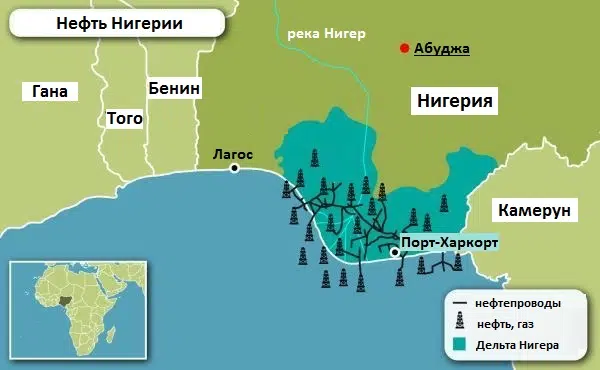 Нефть Нигерии
река Нигер
Абуджа
Гана
Бенин
Того
Нигерия
Лагос
Камерун
Порт-Харкорт
нефтепроводы
нефть, газ
Дельта Нигера